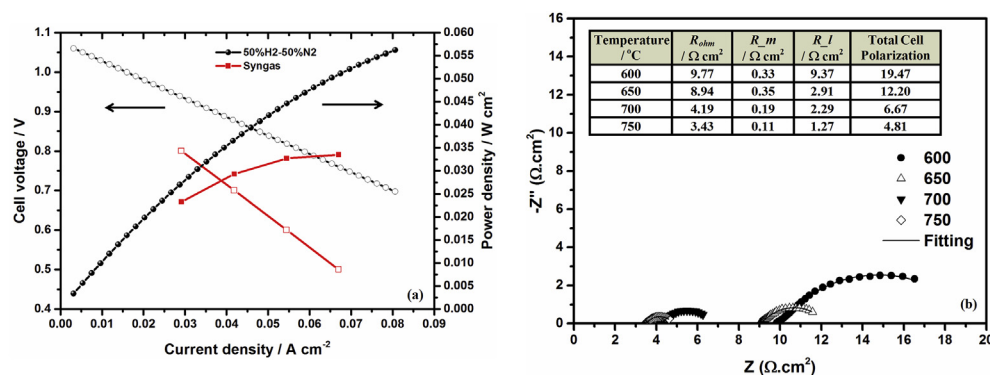 1.1
1.0
0.9
0.8
0.7
0.6
0.5
0.4
Cell voltage / V
50%H2-50%N2
Syngas
(a)
0.060
0.055
0.050
0.045
0.040
0.035
0.030
0.025
0.020
0.015
0.010
0.005
0.000
Power density / W cm²
0.00 0.01 0.02 0.03 0.04 0.05 0.06 0.07 0.08 0.09
Current density / A cm⁻²
16
14
12
10
8
6
4
2
0
-Z" (Ω.cm²)
Temperature / °C R_ohm / Ω cm² R_m / Ω cm² R_l / Ω cm² Total Cell Polarization
600 9.77 0.33 9.37 19.47
650 8.94 0.35 2.91 12.20
700 4.19 0.19 2.29 6.67
750 3.43 0.11 1.27 4.81
600
650
700
750
Fitting
(b)
0 2 4 6 8 10 12 14 16 18 20
Z (Ω.cm²)